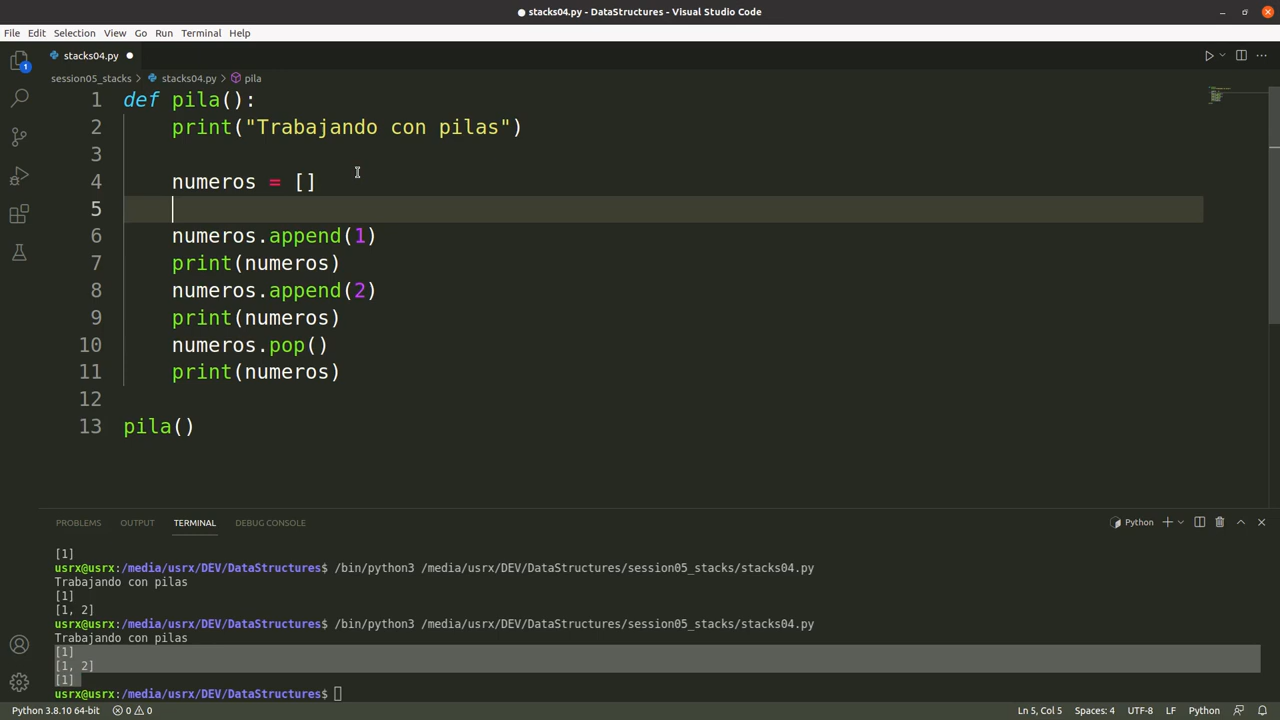 stacks04.py - DataStructures - Visual Studio Code
File Edit Selection View Go Run Terminal Help
stacks04.py
session05_stacks > stacks04.py > pila
1 def pila():
2 print("Trabajando con pilas")
3
4 numeros = []
5
6 numeros.append(1)
7 print(numeros)
8 numeros.append(2)
9 print(numeros)
10 numeros.pop()
11 print(numeros)
12
13 pila()
1
PROBLEMS OUTPUT TERMINAL DEBUG CONSOLE Python
[1]
usrx@usrx:/media/usrx/DEV/DataStructures$ /bin/python3 /media/usrx/DEV/DataStructures/session05_stacks/stacks04.py
Trabajando con pilas
[1]
[1, 2]
usrx@usrx:/media/usrx/DEV/DataStructures$ /bin/python3 /media/usrx/DEV/DataStructures/session05_stacks/stacks04.py
Trabajando con pilas
[1]
[1, 2]
[1]
usrx@usrx:/media/usrx/DEV/DataStructures$
Python 3.8.10 64-bit 0 0 Ln 5, Col 5 Spaces: 4 UTF-8 LF Python